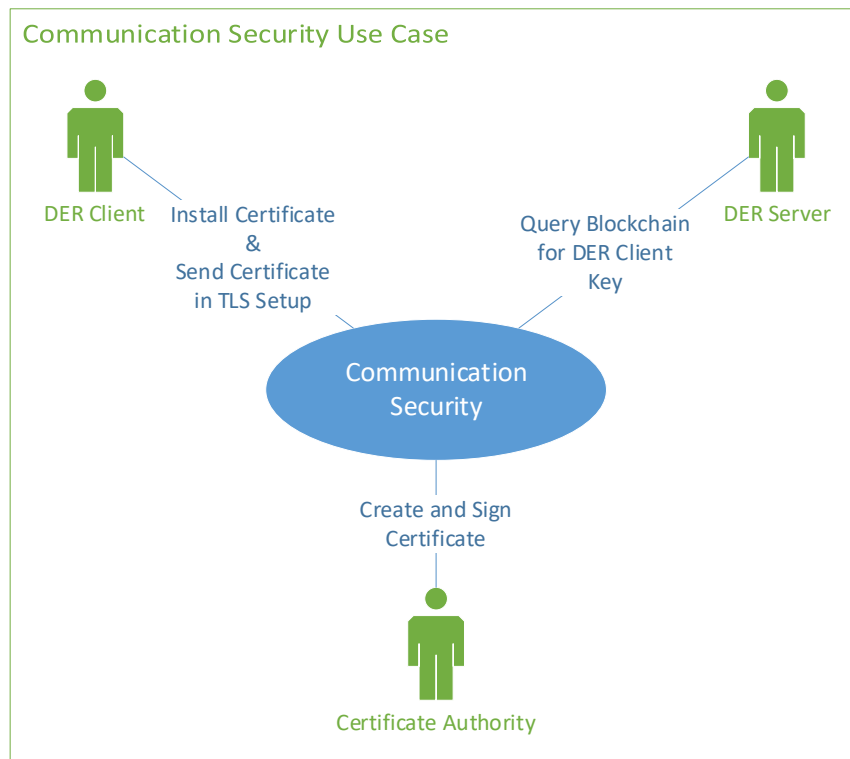 Communication Security Use Case
DER Client
DER Server
Install Certificate
&
Send Certificate
in TLS Setup
Query Blockchain
for DER Client
Key
Communication
Security
Create and Sign
Certificate
Certificate Authority